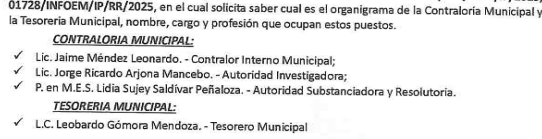 01728/INFOEM/IP/RR/2025, en el cual solicita saber cual es el organigrama de la Contraloría Municipal y
la Tesorería Municipal, nombre, cargo y profesión que ocupan estos puestos.
CONTRALORIA MUNICIPAL:
✓ Lic. Jaime Méndez Leonardo. - Contralor Interno Municipal;
✓ Lic. Jorge Ricardo Arjona Mancebo. - Autoridad Investigadora;
✓ P. en M.E.S. Lidia Sujey Saldívar Peñaloza. - Autoridad Substanciadora y Resolutoria.
TESORERIA MUNICIPAL:
✓ L.C. Leobardo Gómora Mendoza. - Tesorero Municipal